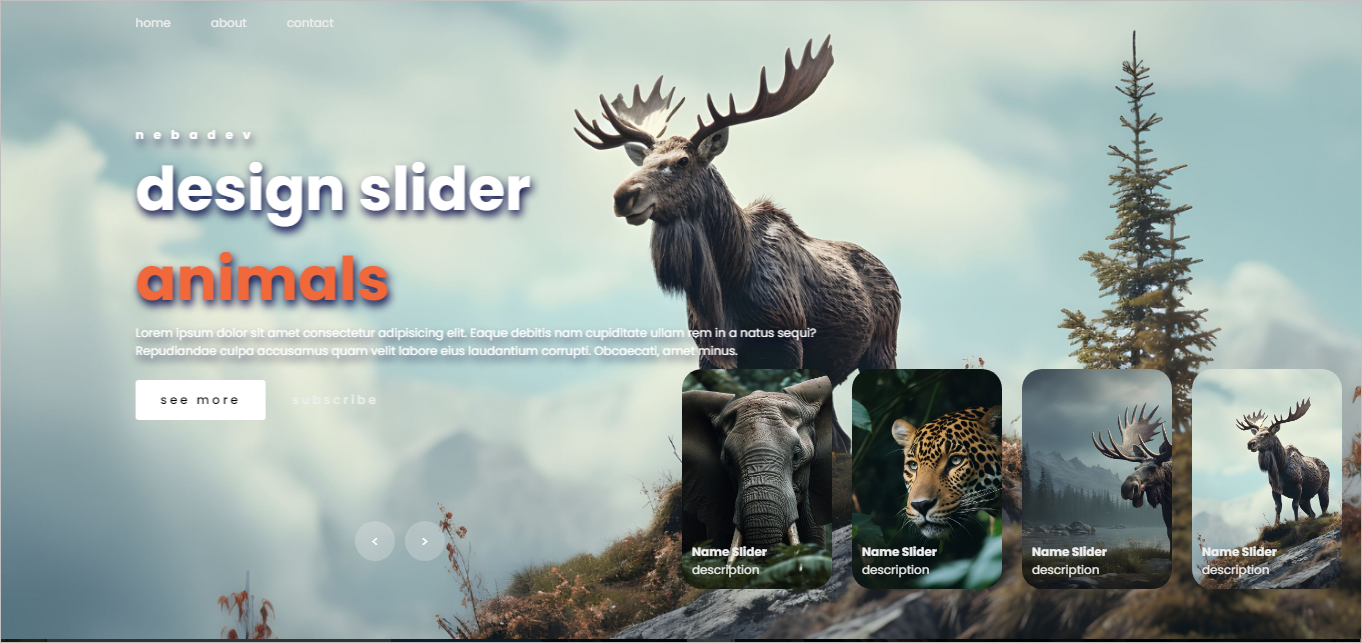 home about contact
nebadev
design slider
animals
Lorem ipsum dolor sit amet consectetur adipisicing elit. Eaque debitis nam cupiditate ullam rem in a natus sequi?
Repudiandae culpa accusamus quam velit labore eius laudantium corrupti. Obcaecati, amet minus.
see more subscribe
< >
Name Slider
description
Name Slider
description
Name Slider
description
Name Slider
description